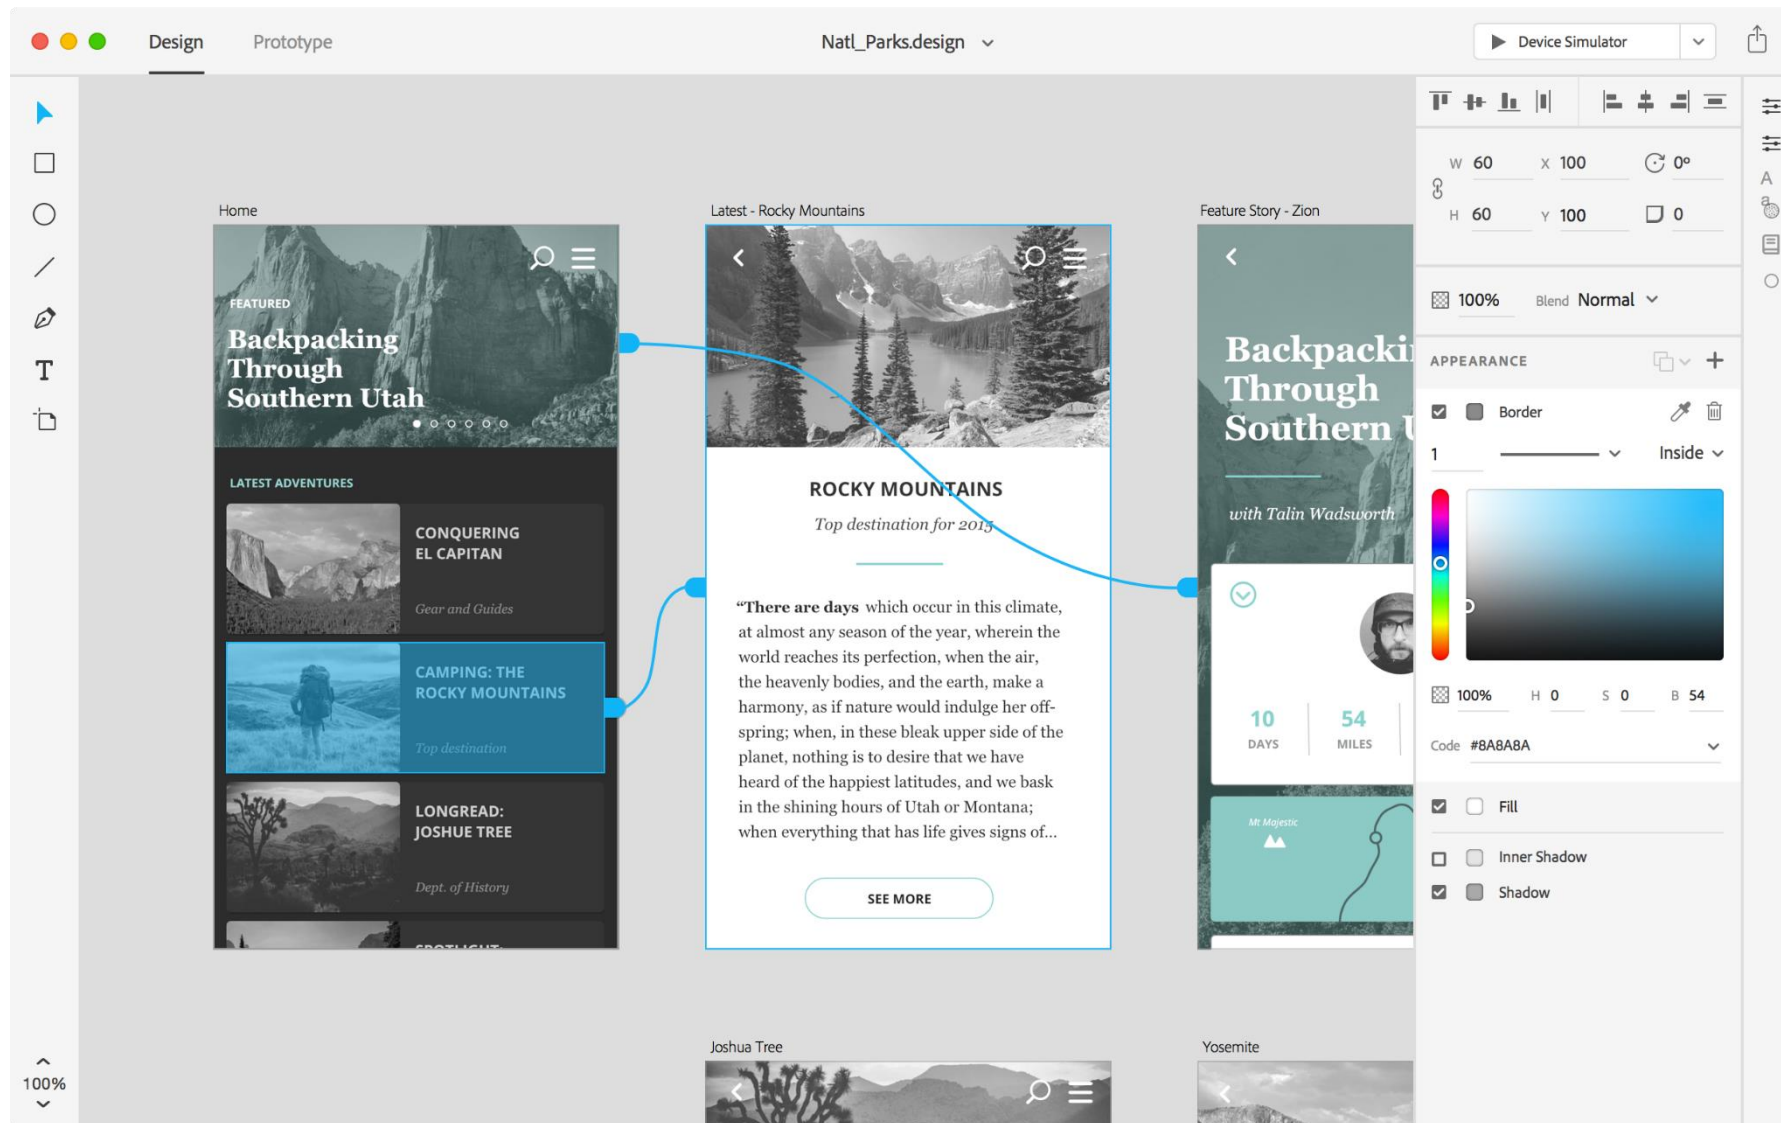 Design
Prototype
Natl_Parks.design
Device Simulator
W 60
X 100
0º
H 60
Y 100
0
100%
Blend Normal
APPEARANCE
Border
1
Inside
100%
H 0
S 0
B 54
Code #8A8A8A
Fill
Inner Shadow
Shadow
A
a
T
100%
Home
FEATURED
Backpacking
Through
Southern Utah
LATEST ADVENTURES
CONQUERING
EL CAPITAN
Gear and Guides
CAMPING: THE
ROCKY MOUNTAINS
Top destination
LONGREAD:
JOSHUE TREE
Dept. of History
SPOTLIGHT:
Latest - Rocky Mountains
ROCKY MOUNTAINS
Top destination for 2015
“There are days which occur in this climate,
at almost any season of the year, wherein the
world reaches its perfection, when the air,
the heavenly bodies, and the earth, make a
harmony, as if nature would indulge her off-
spring; when, in these bleak upper side of the
planet, nothing is to desire that we have
heard of the happiest latitudes, and we bask
in the shining hours of Utah or Montana;
when everything that has life gives signs of...
SEE MORE
Feature Story - Zion
Backpacki
Through
Southern U
with Talin Wadsworth
10
DAYS
54
MILES
Mt Majestic
Joshua Tree
Yosemite